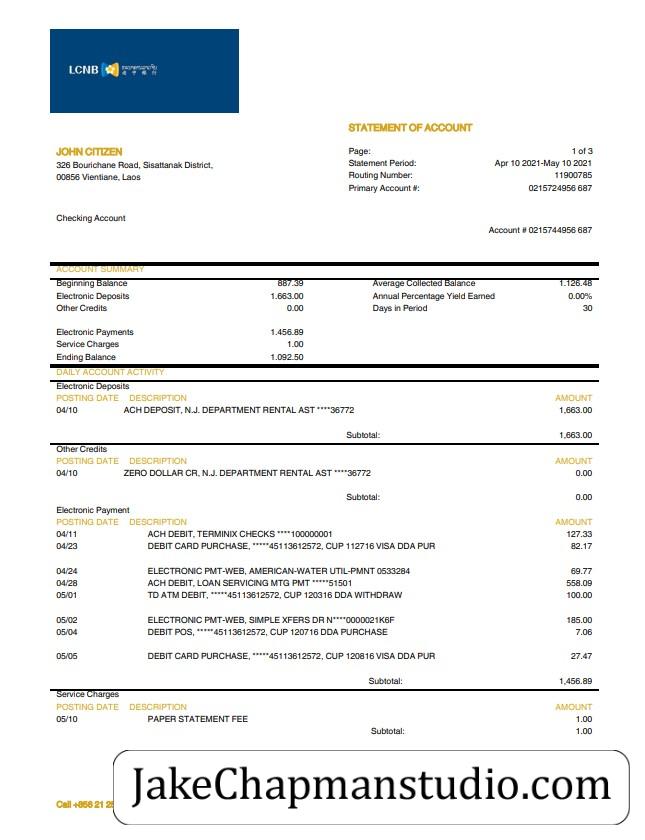 LCNB
STATEMENT OF ACCOUNT
JOHN CITIZEN
326 Bourichane Road, Sisattanak District,
00856 Vientiane, Laos
Page: 1 of 3
Statement Period: Apr 10 2021-May 10 2021
Routing Number: 11900785
Primary Account #: 0215724956 687
Checking Account
Account # 0215744956 687
ACCOUNT SUMMARY
Beginning Balance 887.39 Average Collected Balance 1.126.48
Electronic Deposits 1.663.00 Annual Percentage Yield Earned 0.00%
Other Credits 0.00 Days in Period 30
Electronic Payments 1.456.89
Service Charges 1.00
Ending Balance 1.092.50
DAILY ACCOUNT ACTIVITY
Electronic Deposits
POSTING DATE DESCRIPTION AMOUNT
04/10 ACH DEPOSIT, N.J. DEPARTMENT RENTAL AST ****36772 1,663.00
Subtotal: 1,663.00
Other Credits
POSTING DATE DESCRIPTION AMOUNT
04/10 ZERO DOLLAR CR, N.J. DEPARTMENT RENTAL AST ****36772 0.00
Subtotal: 0.00
Electronic Payment
POSTING DATE DESCRIPTION AMOUNT
04/11 ACH DEBIT, TERMINIX CHECKS ****100000001 127.33
04/23 DEBIT CARD PURCHASE, *****45113612572, CUP 112716 VISA DDA PUR 82.17
04/24 ELECTRONIC PMT-WEB, AMERICAN-WATER UTIL-PMNT 0533284 69.77
04/28 ACH DEBIT, LOAN SERVICING MTG PMT *****51501 558.09
05/01 TD ATM DEBIT, *****45113612572, CUP 120316 DDA WITHDRAW 100.00
05/02 ELECTRONIC PMT-WEB, SIMPLE XFERS DR N****0000021K6F 185.00
05/04 DEBIT POS, *****45113612572, CUP 120716 DDA PURCHASE 7.06
05/05 DEBIT CARD PURCHASE, *****45113612572, CUP 120816 VISA DDA PUR 27.47
Subtotal: 1,456.89
Service Charges
POSTING DATE DESCRIPTION AMOUNT
05/10 PAPER STATEMENT FEE 1.00
Subtotal: 1.00
JakeChapmanstudio.com
Call +856 21